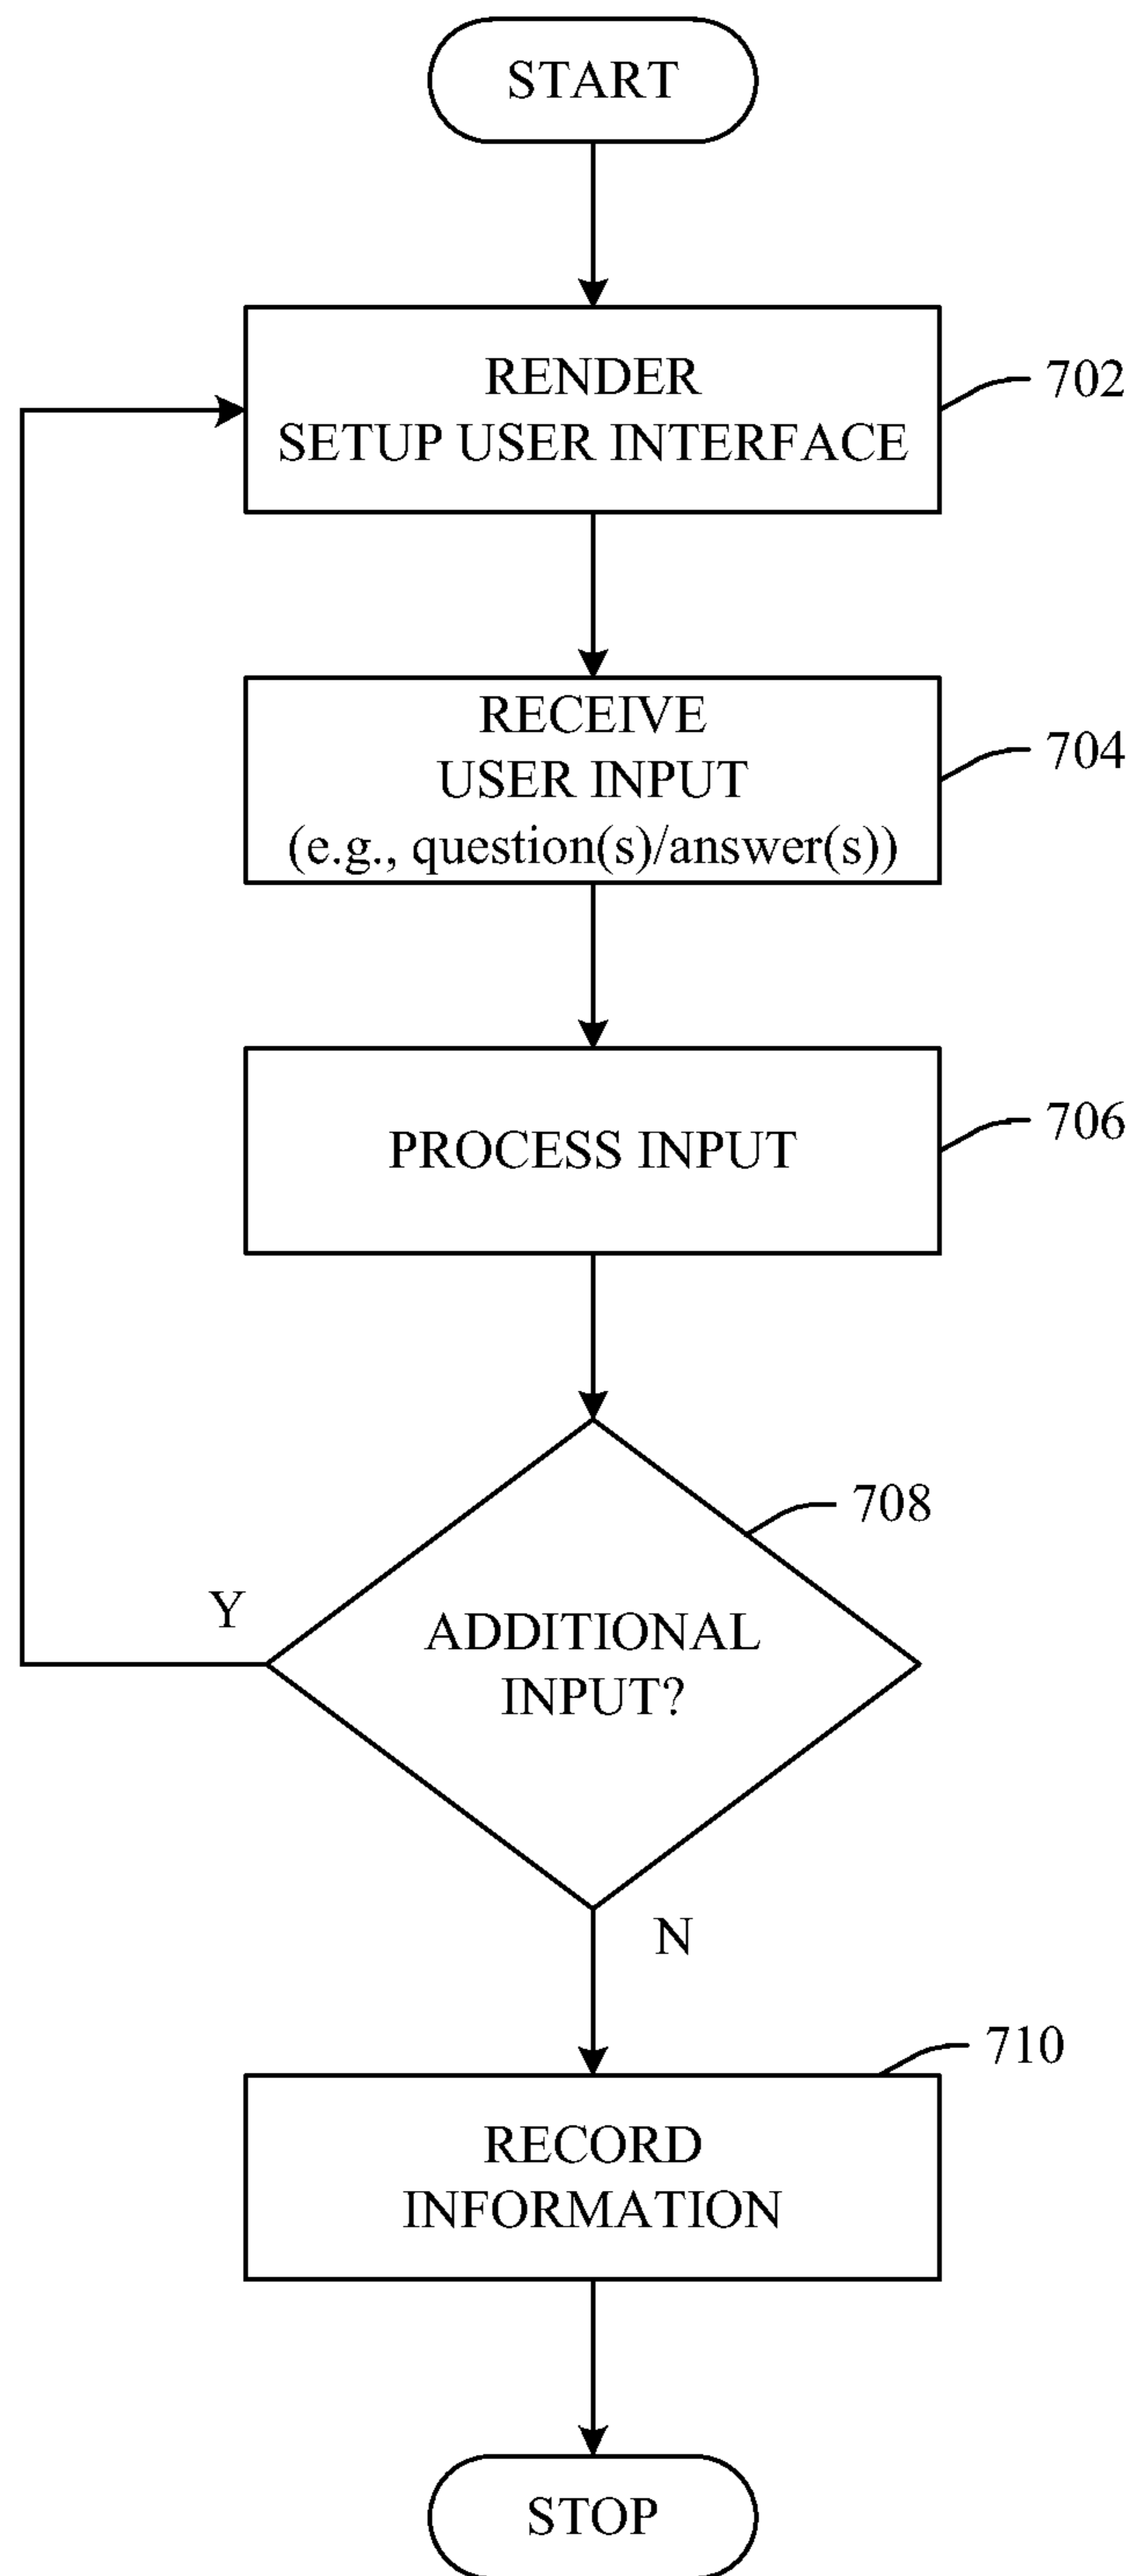 START
RENDER
SETUP USER INTERFACE
702
RECEIVE
USER INPUT
(e.g., question(s)/answer(s))
704
PROCESS INPUT
706
708
Y
ADDITIONAL
INPUT?
N
710
RECORD
INFORMATION
STOP